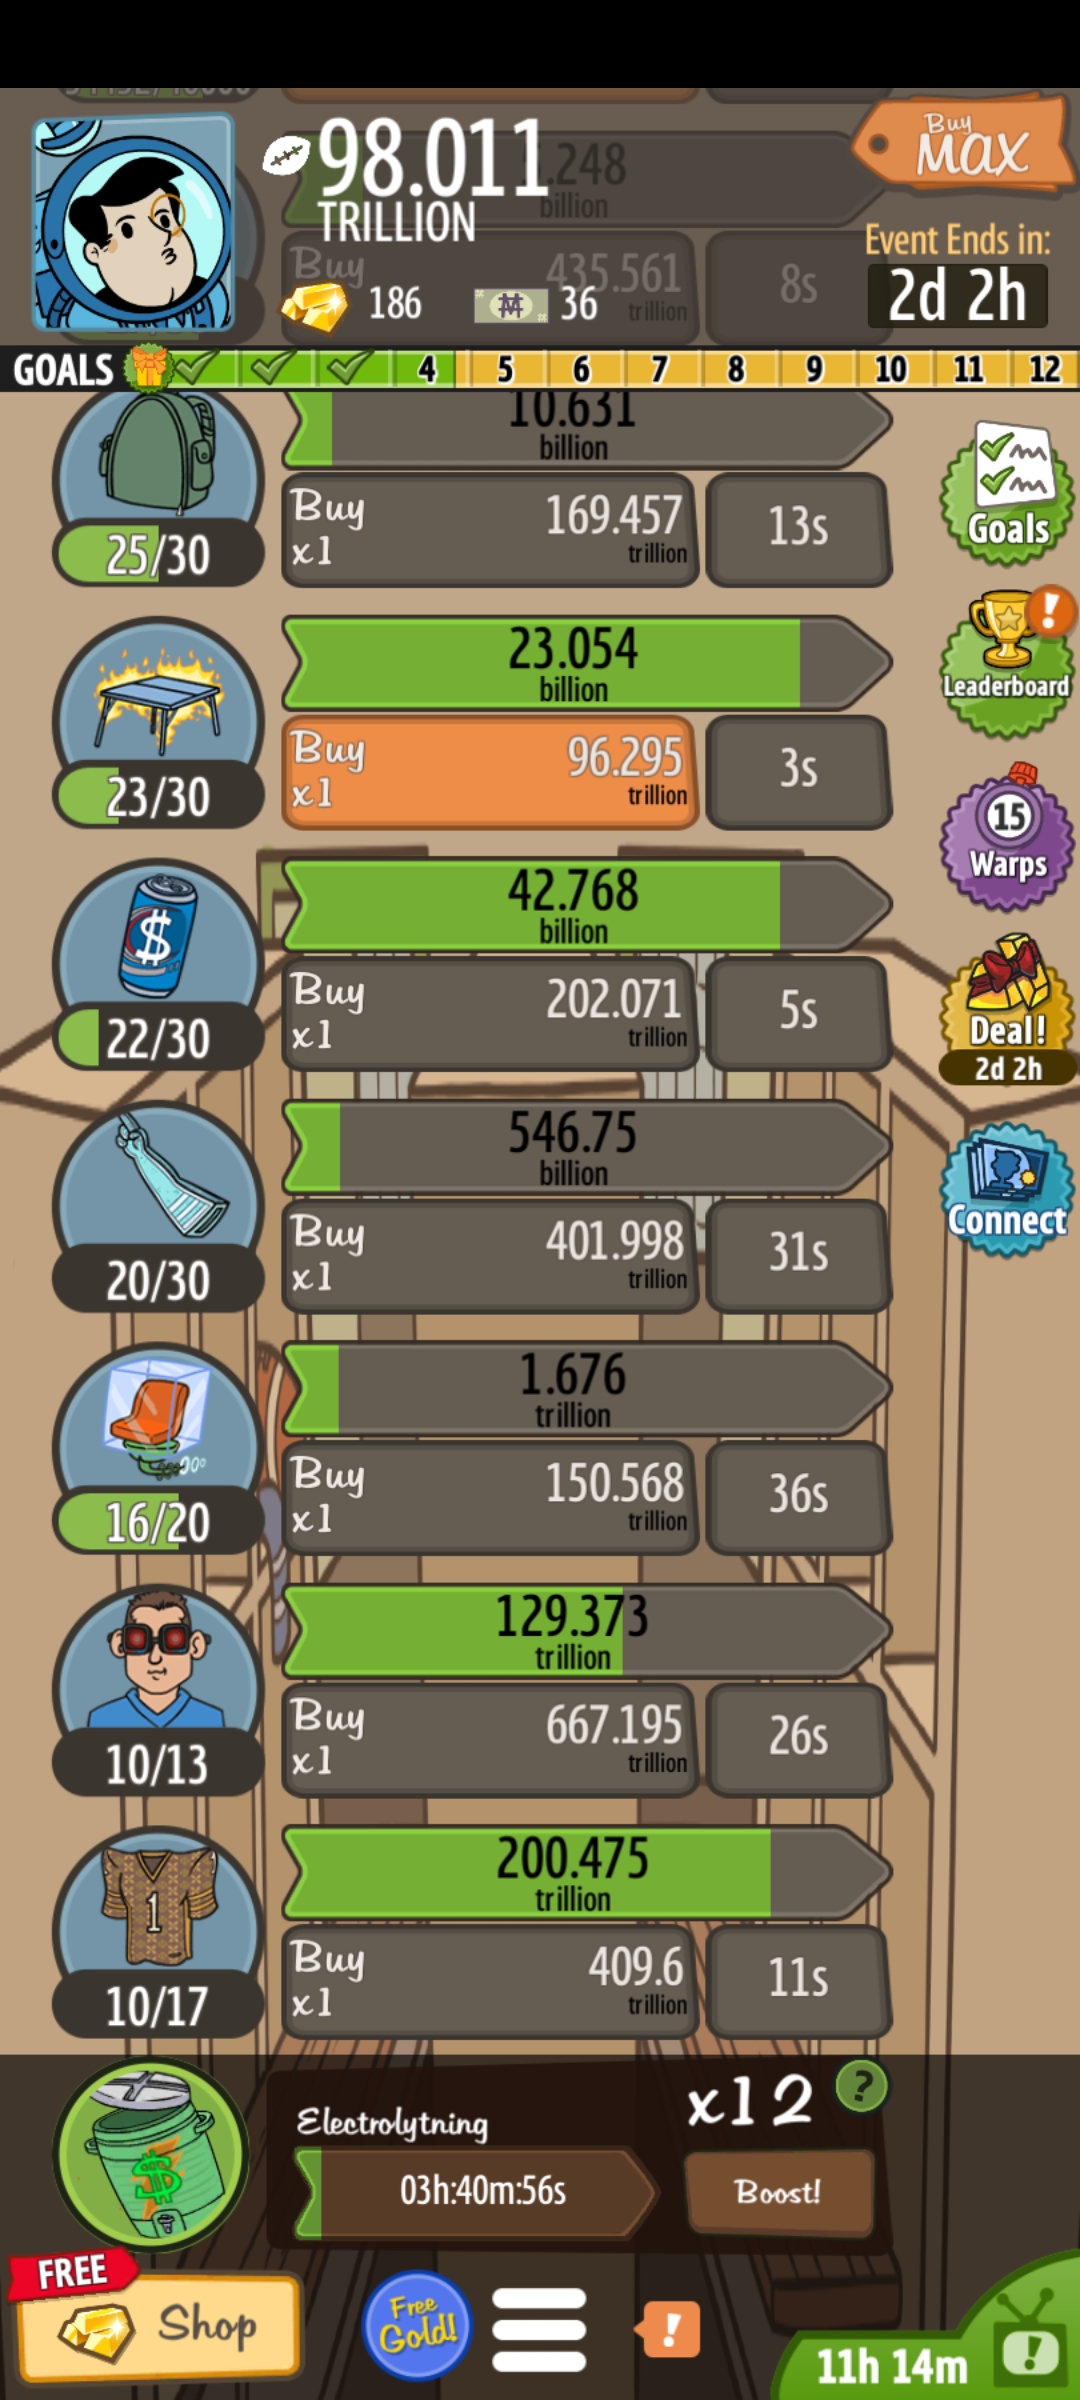 98.011
TRILLION
Buy
MAX
.248
billion
Buy
435.561
trillion
8s
186
36
Event Ends in:
2d 2h
GOALS 4 5 6 7 8 9 10 11 12
10.631
billion
25/30
Buy
x1
169.457
trillion
13s
Goals
23.054
billion
23/30
Buy
x1
96.295
trillion
3s
Leaderboard
15
Warps
42.768
billion
$
22/30
Buy
x1
202.071
trillion
5s
Deal!
2d 2h
546.75
billion
20/30
Buy
x1
401.998
trillion
31s
Connect
1.676
trillion
16/20
Buy
x1
150.568
trillion
36s
129.373
trillion
10/13
Buy
x1
667.195
trillion
26s
200.475
trillion
1
10/17
Buy
x1
409.6
trillion
11s
$
Electrolytning
03h:40m:56s
x12
?
Boost!
FREE
Shop
Free
Gold!
!
11h 14m
!